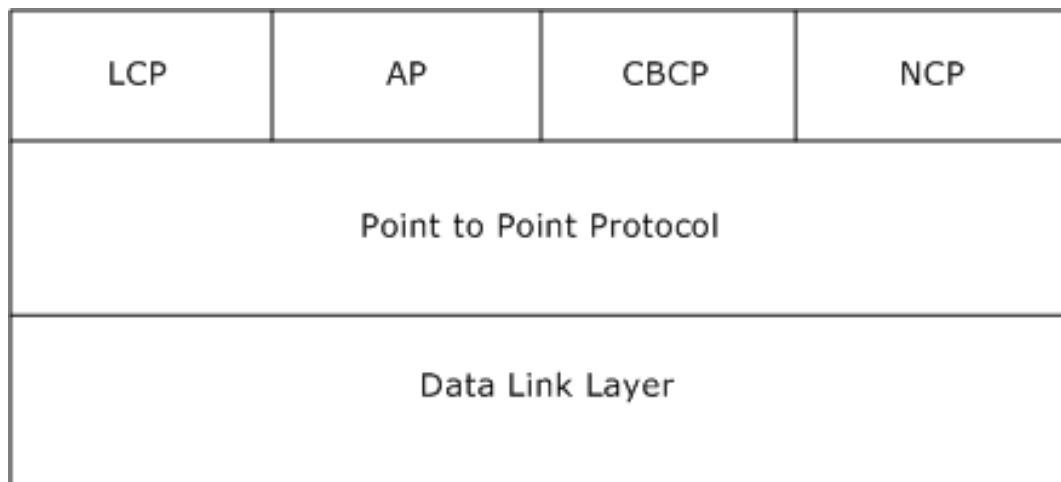 LCP AP CBCP NCP
Point to Point Protocol
Data Link Layer